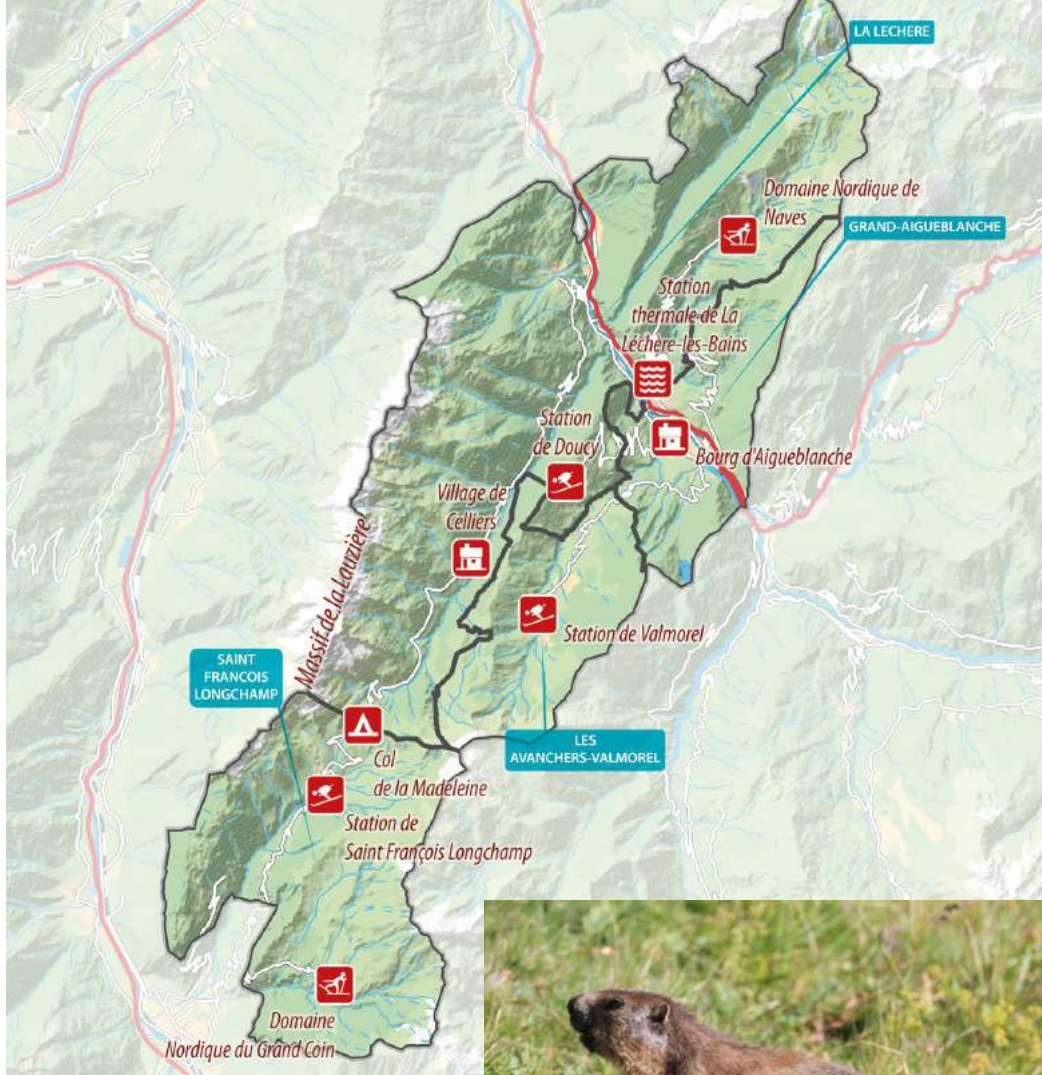 LA LECHERE
Domaine Nordique de
Naves
GRAND-AIGUEBLANCHE
Station
thermale de La
Léchère-les-Bains
Station
de Doucy
Bourg d'Aigueblanche
Village de
Celliers
Massif de la Lauzière
Station de Valmorel
SAINT
FRANCOIS
LONGCHAMP
LES
AVANCHERS-VALMOREL
Col
de la Madeleine
Station de
Saint François Longchamp
Domaine
Nordique du Grand Coin